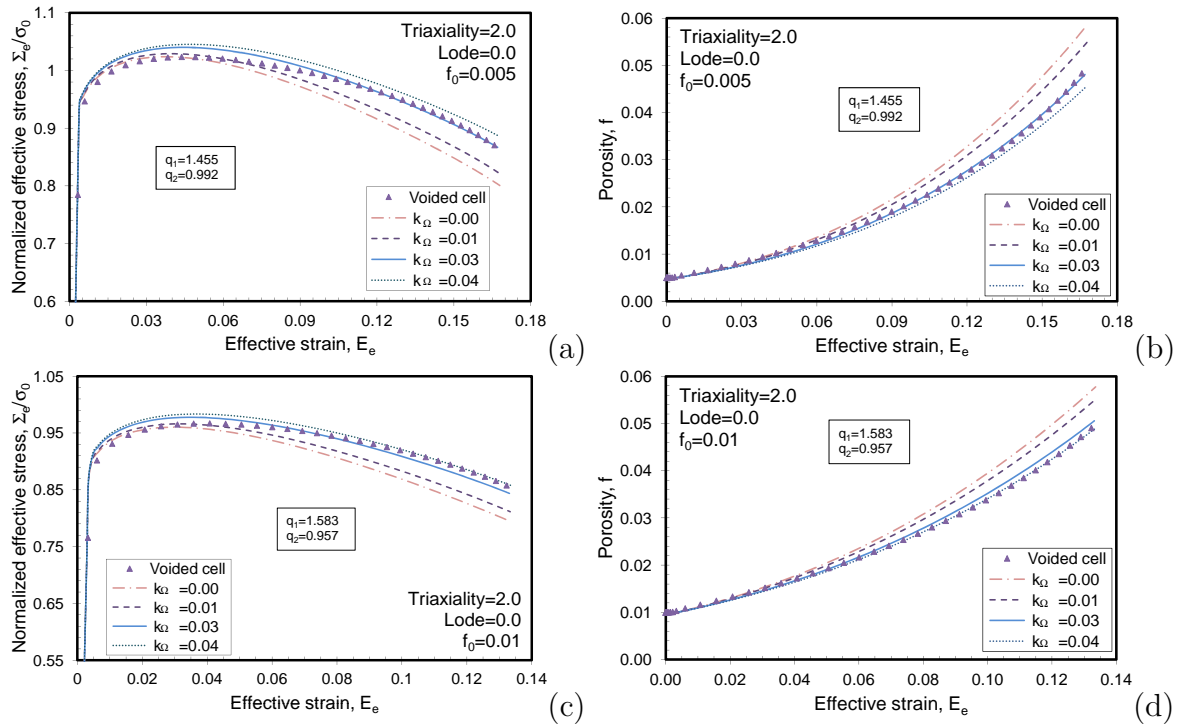 Normalized effective stress, Σe/σ0
1.1
1
0.9
0.8
0.7
0.6
Triaxiality=2.0
Lode=0.0
f0=0.005
q1=1.455
q2=0.992
Voided cell
kΩ =0.00
kΩ =0.01
kΩ =0.03
kΩ =0.04
0 0.03 0.06 0.09 0.12 0.15 0.18
Effective strain, Ee
(a)
Porosity, f
0.06
0.05
0.04
0.03
0.02
0.01
0.00
Triaxiality=2.0
Lode=0.0
f0=0.005
q1=1.455
q2=0.992
Voided cell
kΩ =0.00
kΩ =0.01
kΩ =0.03
kΩ =0.04
0 0.03 0.06 0.09 0.12 0.15 0.18
Effective strain, Ee
(b)
Normalized effective stress, Σe/σ0
1.05
0.95
0.85
0.75
0.65
0.55
q1=1.583
q2=0.957
Voided cell
kΩ =0.00
kΩ =0.01
kΩ =0.03
kΩ =0.04
Triaxiality=2.0
Lode=0.0
f0=0.01
0 0.02 0.04 0.06 0.08 0.1 0.12 0.14
Effective strain, Ee
(c)
Porosity, f
0.06
0.05
0.04
0.03
0.02
0.01
0.00
Triaxiality=2.0
Lode=0.0
f0=0.01
q1=1.583
q2=0.957
Voided cell
kΩ =0.00
kΩ =0.01
kΩ =0.03
kΩ =0.04
0.00 0.02 0.04 0.06 0.08 0.10 0.12 0.14
Effective strain, Ee
(d)